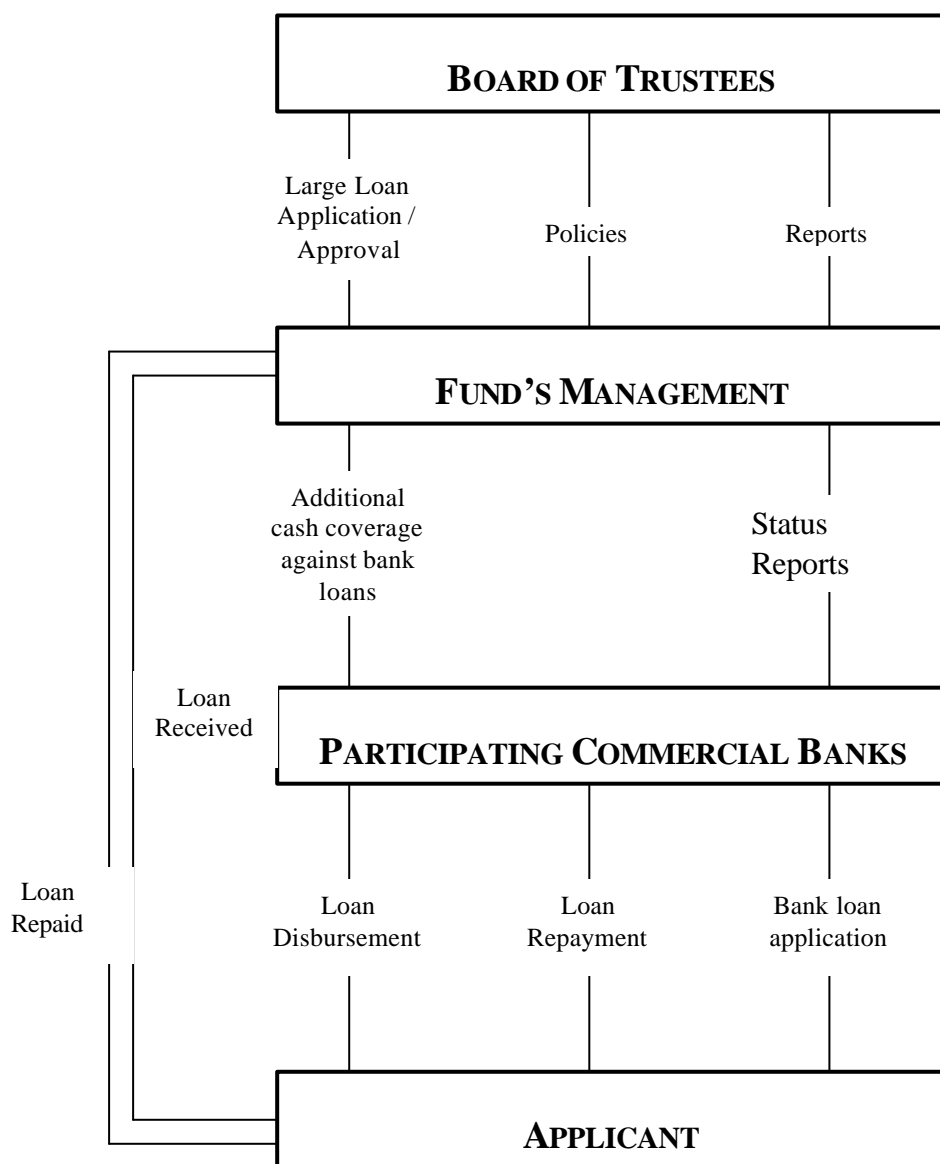 BOARD OF TRUSTEES
Large Loan
Application /
Approval
Policies
Reports
FUND'S MANAGEMENT
Additional
cash coverage
against bank
loans
Status
Reports
Loan
Received
PARTICIPATING COMMERCIAL BANKS
Loan
Repaid
Loan
Disbursement
Loan
Repayment
Bank loan
application
APPLICANT